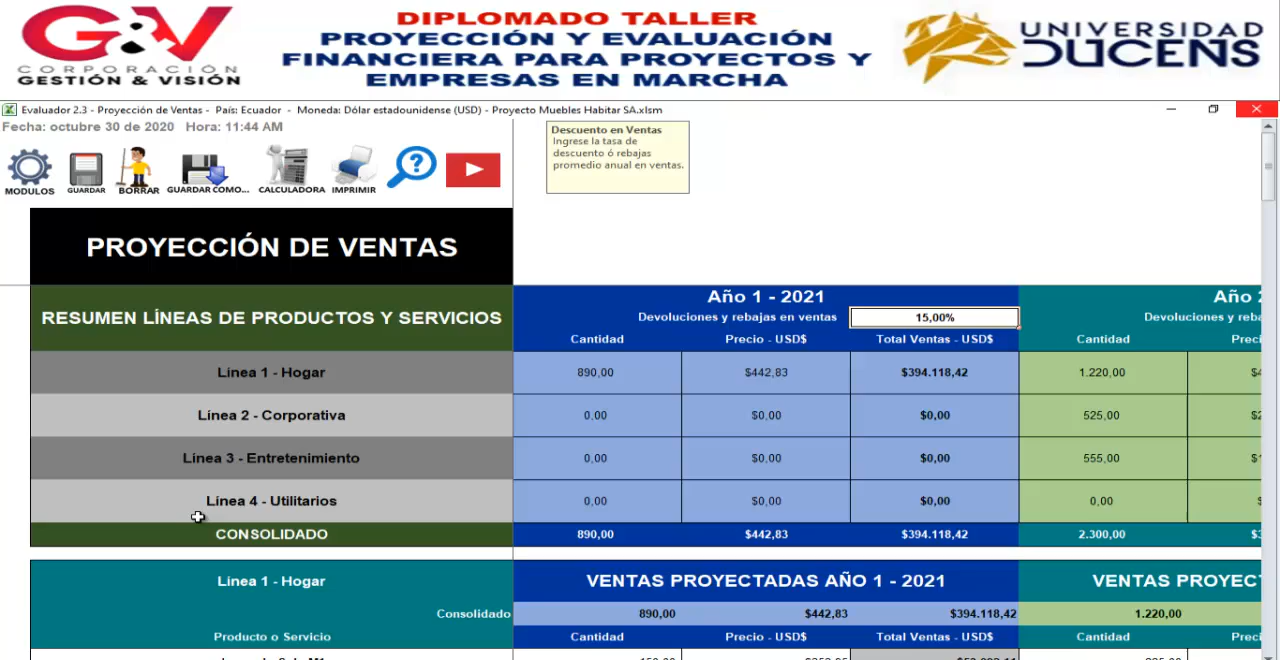 G&V
CORPORACIÓN
GESTIÓN & VISIÓN
DIPLOMADO TALLER
PROYECCIÓN Y EVALUACIÓN
FINANCIERA PARA PROYECTOS Y
EMPRESAS EN MARCHA
UNIVERSIDAD
DUCENS
Evaluador 2.3 - Proyección de Ventas - País: Ecuador - Moneda: Dólar estadounidense (USD) - Proyecto Muebles Habitar SA.xlsm
Fecha: octubre 30 de 2020 Hora: 11:44 AM
MODULOS GUARDAR BORRAR GUARDAR COMO... CALCULADORA IMPRIMIR
Descuento en Ventas
Ingrese la tasa de
descuento ó rebajas
promedio anual en ventas.
PROYECCIÓN DE VENTAS
RESUMEN LÍNEAS DE PRODUCTOS Y SERVICIOS
Año 1 - 2021 Año
Devoluciones y rebajas en ventas 15,00% Devoluciones y
Cantidad Precio - USD$ Total Ventas - USD$ Cantidad
Línea 1 - Hogar 890,00 $442,83 $394.118,42 1.220,00
Línea 2 - Corporativa 0,00 $0,00 $0,00 525,00
Línea 3 - Entretenimiento 0,00 $0,00 $0,00 555,00
Línea 4 - Utilitarios 0,00 $0,00 $0,00 0,00
CONSOLIDADO 890,00 $442,83 $394.118,42 2.300,00
Línea 1 - Hogar VENTAS PROYECTADAS AÑO 1 - 2021 VENTAS
Consolidado 890,00 $442,83 $394.118,42 1.220,00
Producto o Servicio Cantidad Precio - USD$ Total Ventas - USD$ Cantidad